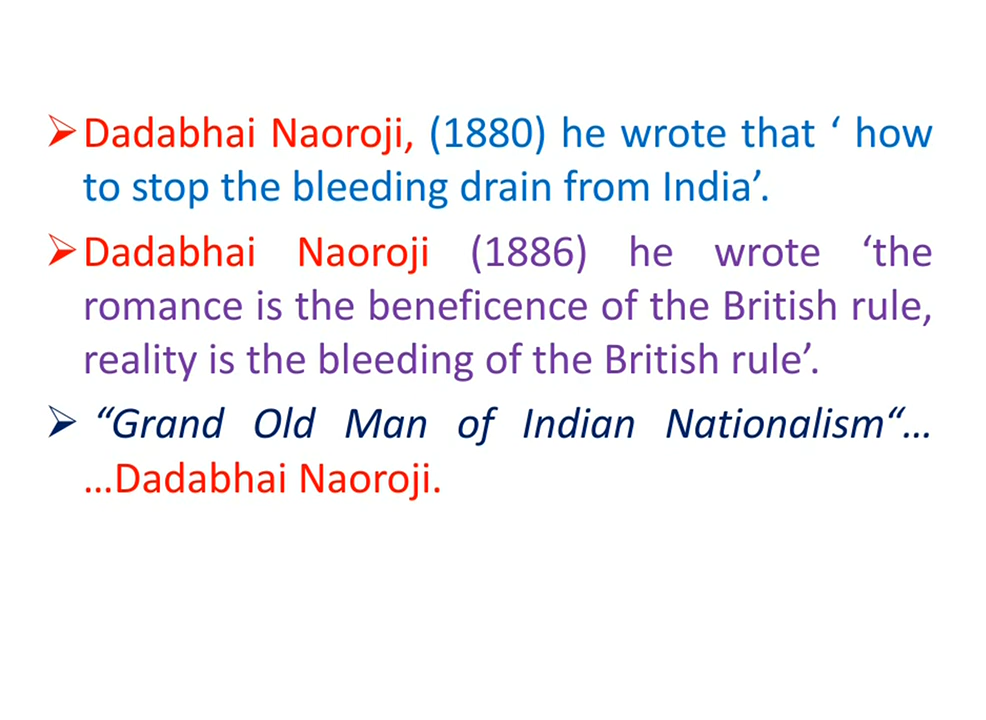 ➢ Dadabhai Naoroji, (1880) he wrote that ‘ how
to stop the bleeding drain from India’.
➢ Dadabhai Naoroji (1886) he wrote ‘the
romance is the beneficence of the British rule,
reality is the bleeding of the British rule’.
➢ “Grand Old Man of Indian Nationalism“…
…Dadabhai Naoroji.